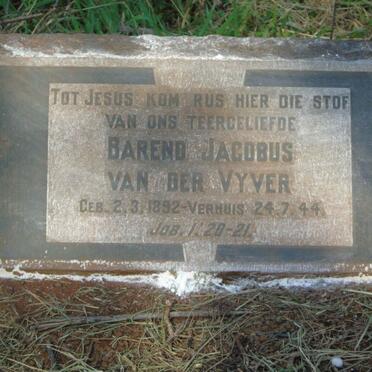 TOT JESUS KOM RUS HIER DIE STOF
VAN ONS TEERGELIEFDE
BAREND JACOBUS
VAN DER VYVER
GEB. 2.3.1892-VERHUIS 24.7.44.
JOB. 1.20-21.